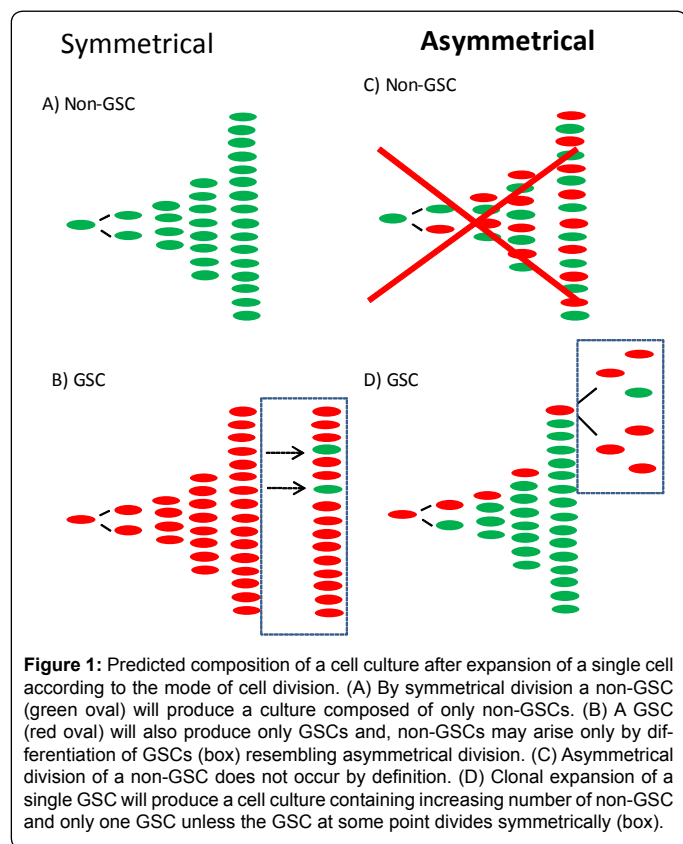 Symmetrical
Asymmetrical
A) Non-GSC
C) Non-GSC
B) GSC
D) GSC
Figure 1: Predicted composition of a cell culture after expansion of a single cell
according to the mode of cell division. (A) By symmetrical division a non-GSC
(green oval) will produce a culture composed of only non-GSCs. (B) A GSC
(red oval) will also produce only GSCs and, non-GSCs may arise only by dif-
ferentiation of GSCs (box) resembling asymmetrical division. (C) Asymmetrical
division of a non-GSC does not occur by definition. (D) Clonal expansion of a
single GSC will produce a cell culture containing increasing number of non-GSC
and only one GSC unless the GSC at some point divides symmetrically (box).